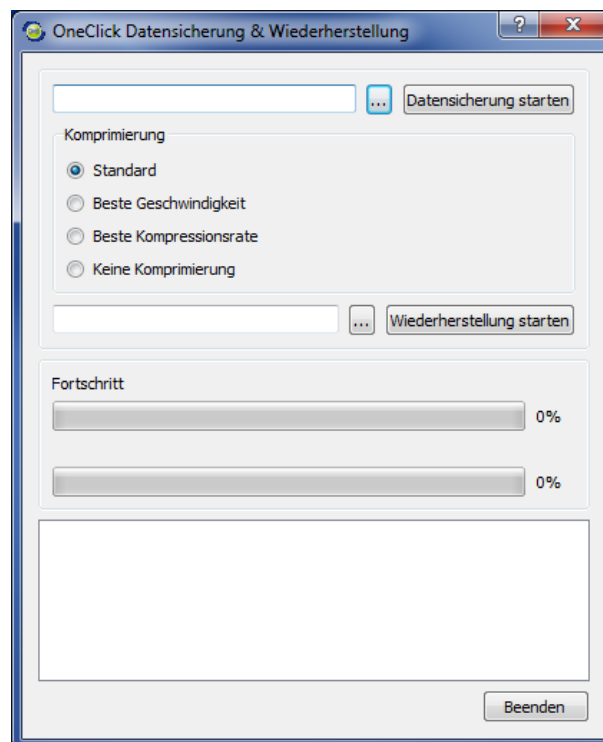 OneClick Datensicherung & Wiederherstellung
...
Datensicherung starten
Komprimierung
Standard
Beste Geschwindigkeit
Beste Kompressionsrate
Keine Komprimierung
...
Wiederherstellung starten
Fortschritt
0%
0%
Beenden